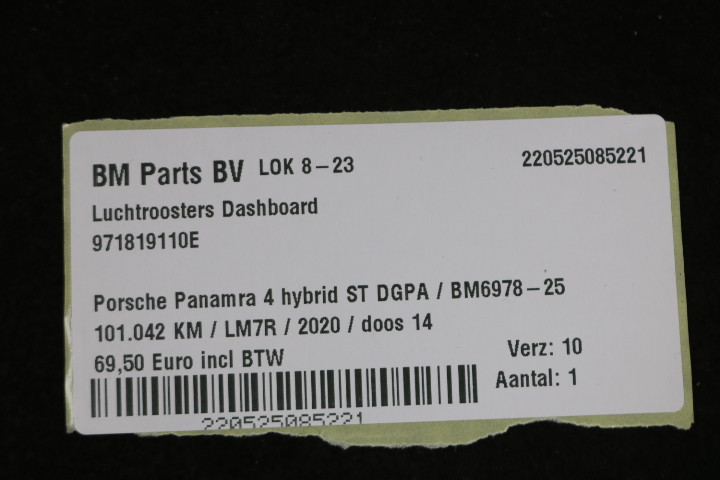 BM Parts BV LOK 8-23 220525085221
Luchtroosters Dashboard
971819110E
Porsche Panamra 4 hybrid ST DGPA / BM6978-25
101.042 KM / LM7R / 2020 / doos 14
69,50 Euro incl BTW Verz: 10
Aantal: 1
220525085221